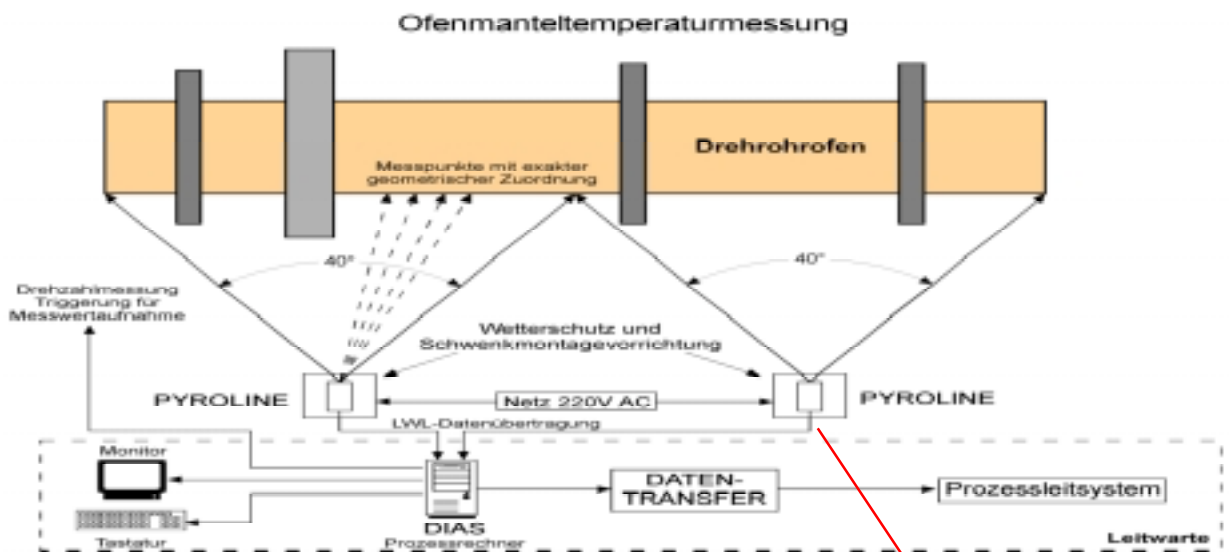 Ofenmanteltemperaturmessung
Drehrohrofen
Messpunkte mit exakter
geometrischer Zuordnung
40°
40°
Drehzahlmessung
Triggerung für
Messwertaufnahme
Wetterschutz und
Schwenkmontagevorrichtung
PYROLINE
Netz 220V AC
PYROLINE
LWL-Datenübertragung
Monitor
Tastatur
DIAS
Prozessrechner
DATEN-
TRANSFER
Prozessleitsystem
Leitwarte